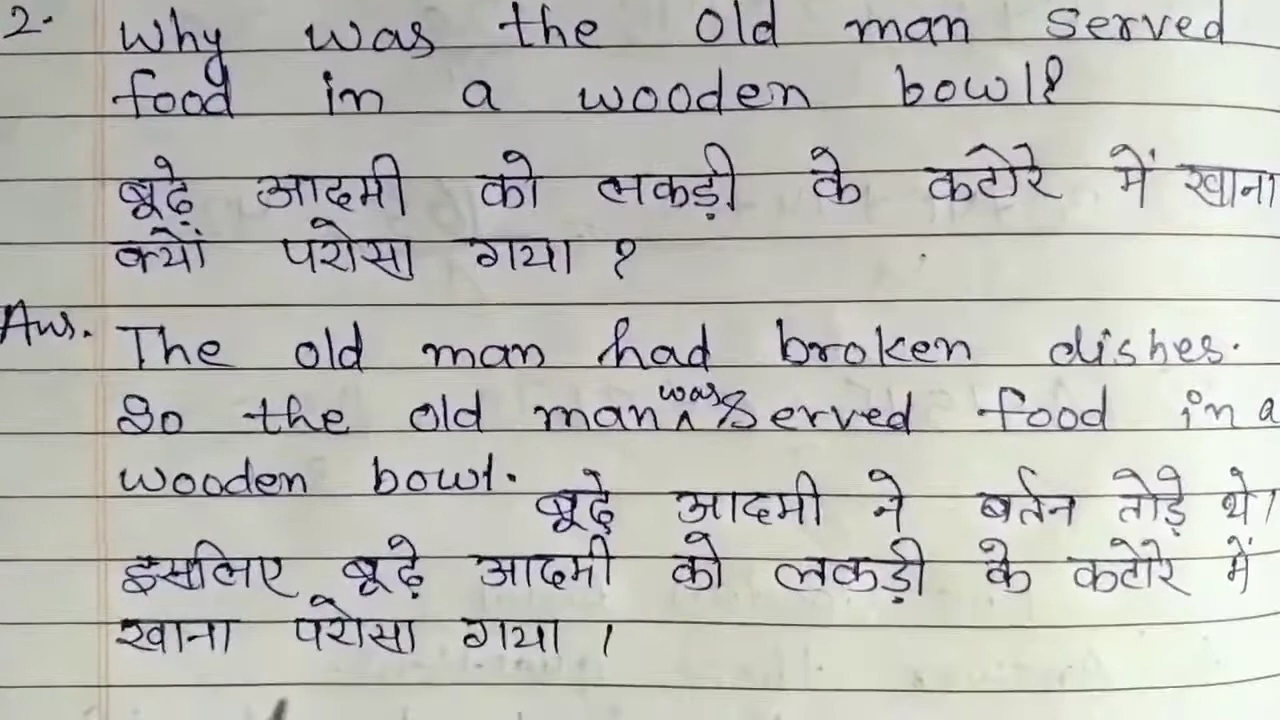 2. Why was the old man served
food in a wooden bowl?
बूढ़े आदमी को लकड़ी के कटोरे में खाना
क्यों परोसा गया ?
Ans. The old man had broken dishes.
So the old man was served food in a
wooden bowl.
बूढ़े आदमी ने बर्तन तोड़े थे।
इसलिए बूढ़े आदमी को लकड़ी के कटोरे में
खाना परोसा गया ।